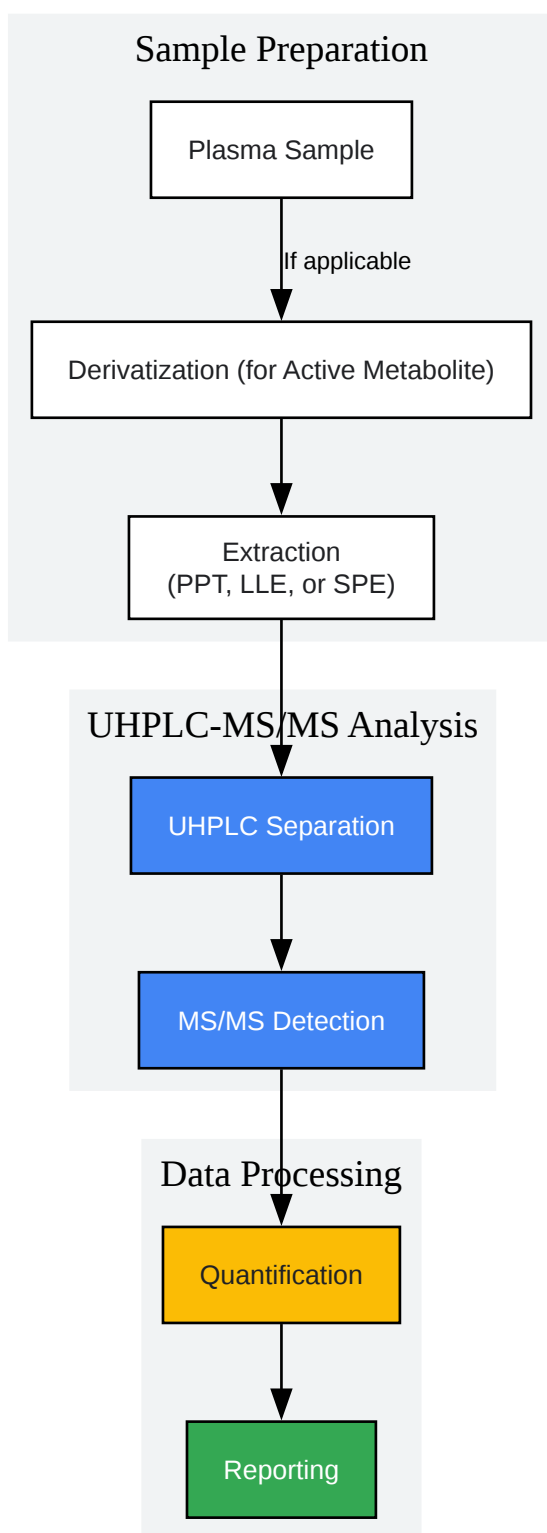 Sample Preparation
Plasma Sample
If applicable
Derivatization (for Active Metabolite)
Extraction
(PPT, LLE, or SPE)
UHPLC-MS/MS Analysis
UHPLC Separation
MS/MS Detection
Data Processing
Quantification
Reporting